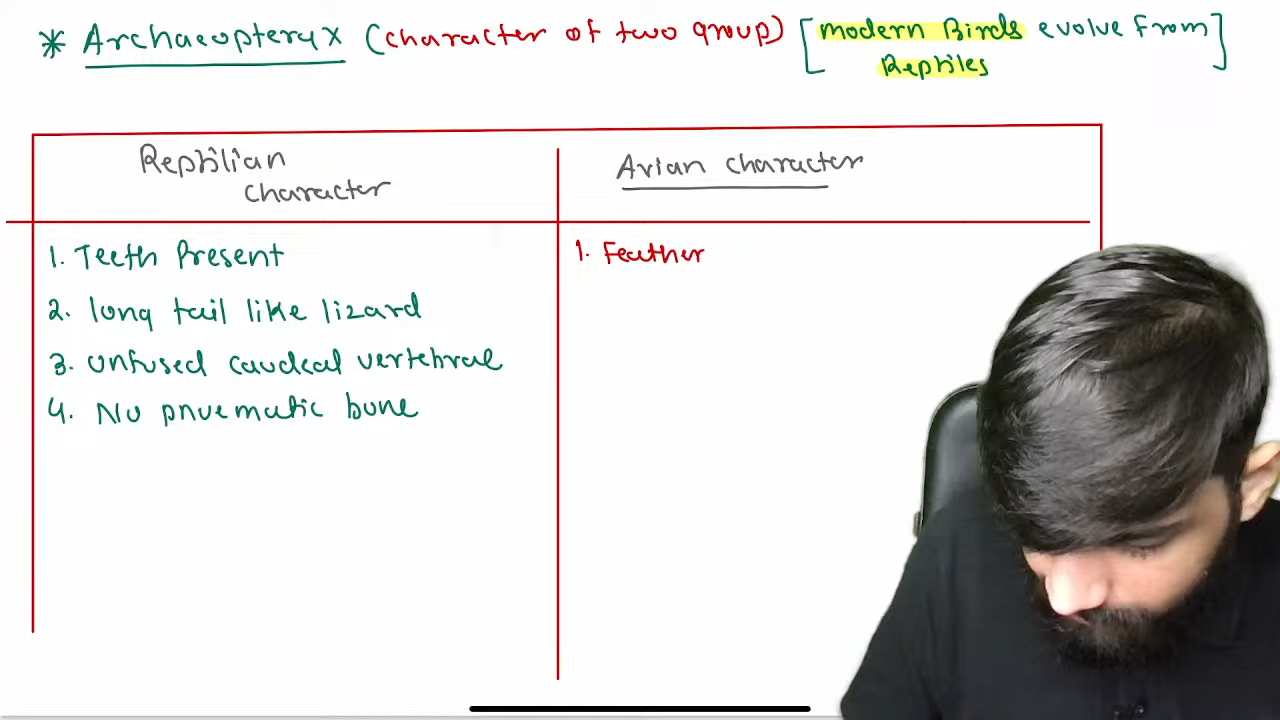 * Archaeopteryx (character of two group) [modern Birds evolve from
Reptiles]
Reptilian
character
Avian character
1. Teeth Present
1. Feather
2. long tail like lizard
3. unfused caudeal vertebrae
4. No pnuematic bone